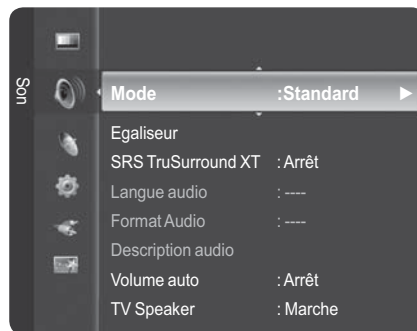 Son
Mode :Standard
Egaliseur
SRS TruSurround XT : Arrêt
Langue audio : ----
Format Audio : ----
Description audio
Volume auto : Arrêt
TV Speaker : Marche